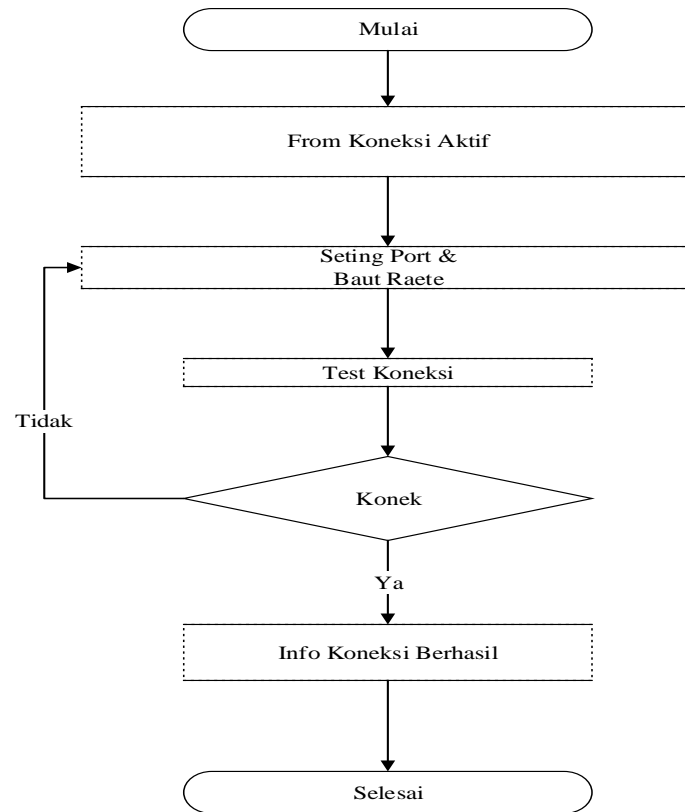 Mulai
From Koneksi Aktif
Seting Port &
Baut Raete
Test Koneksi
Tidak
Konek
Ya
Info Koneksi Berhasil
Selesai